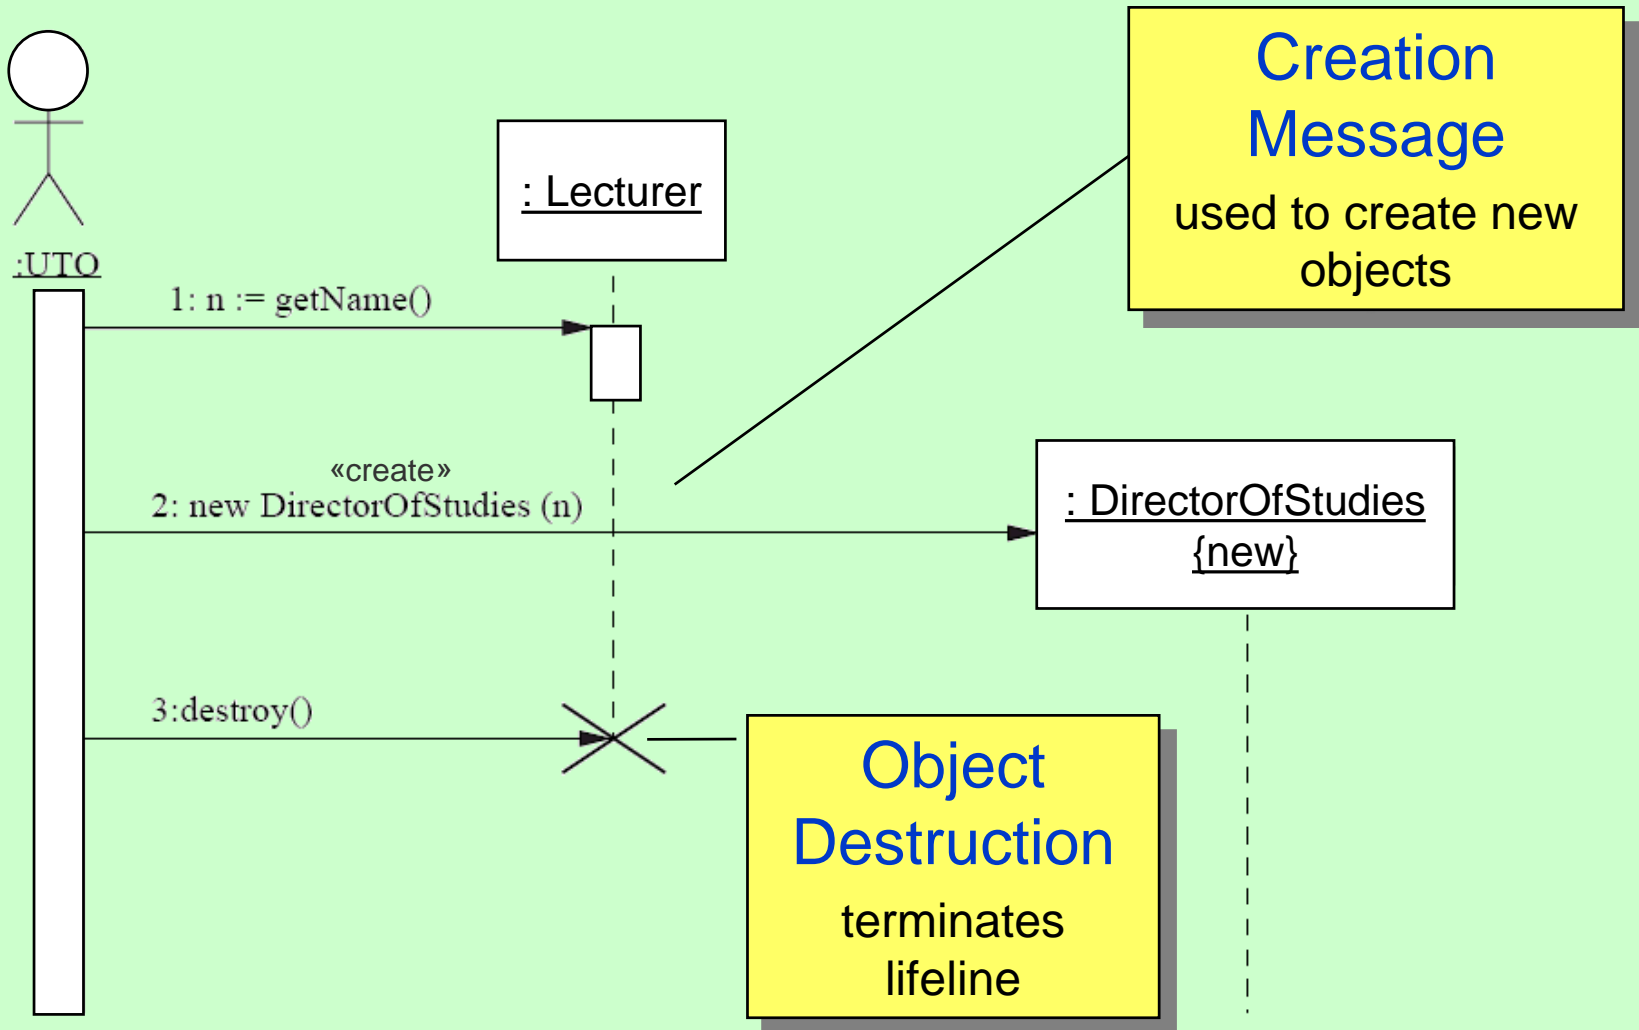 Creation
Message
used to create new
objects
: Lecturer
:UTO
1: n := getName()
«create»
2: new DirectorOfStudies (n)
: DirectorOfStudies
{new}
3:destroy()
Object
Destruction
terminates
lifeline